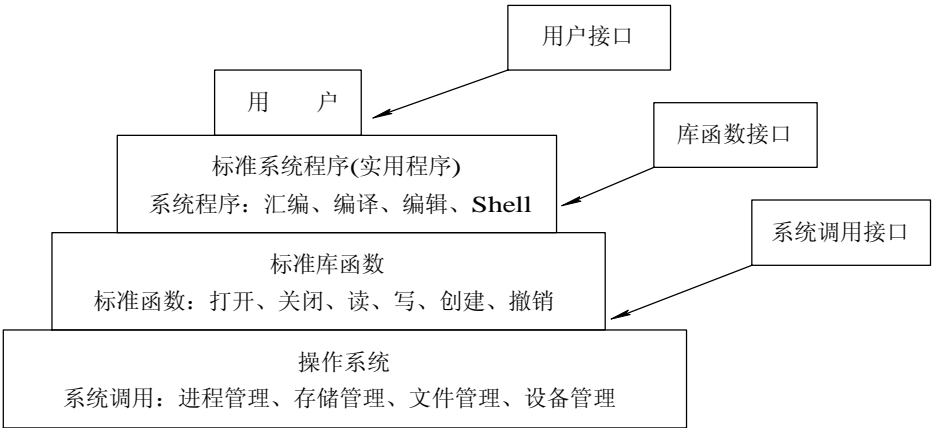 用户接口
用 户
库函数接口
标准系统程序(实用程序)
系统程序：汇编、编译、编辑、Shell
系统调用接口
标准库函数
标准函数：打开、关闭、读、写、创建、撤销
操作系统
系统调用：进程管理、存储管理、文件管理、设备管理